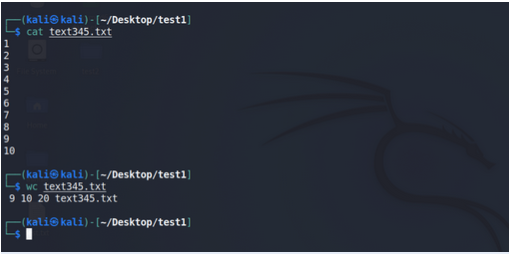 (kali㉿kali)-[~/Desktop/test1]
$ cat text345.txt
1
2
3
4
5
6
7
8
9
10
(kali㉿kali)-[~/Desktop/test1]
$ wc text345.txt
9 10 20 text345.txt
(kali㉿kali)-[~/Desktop/test1]
$